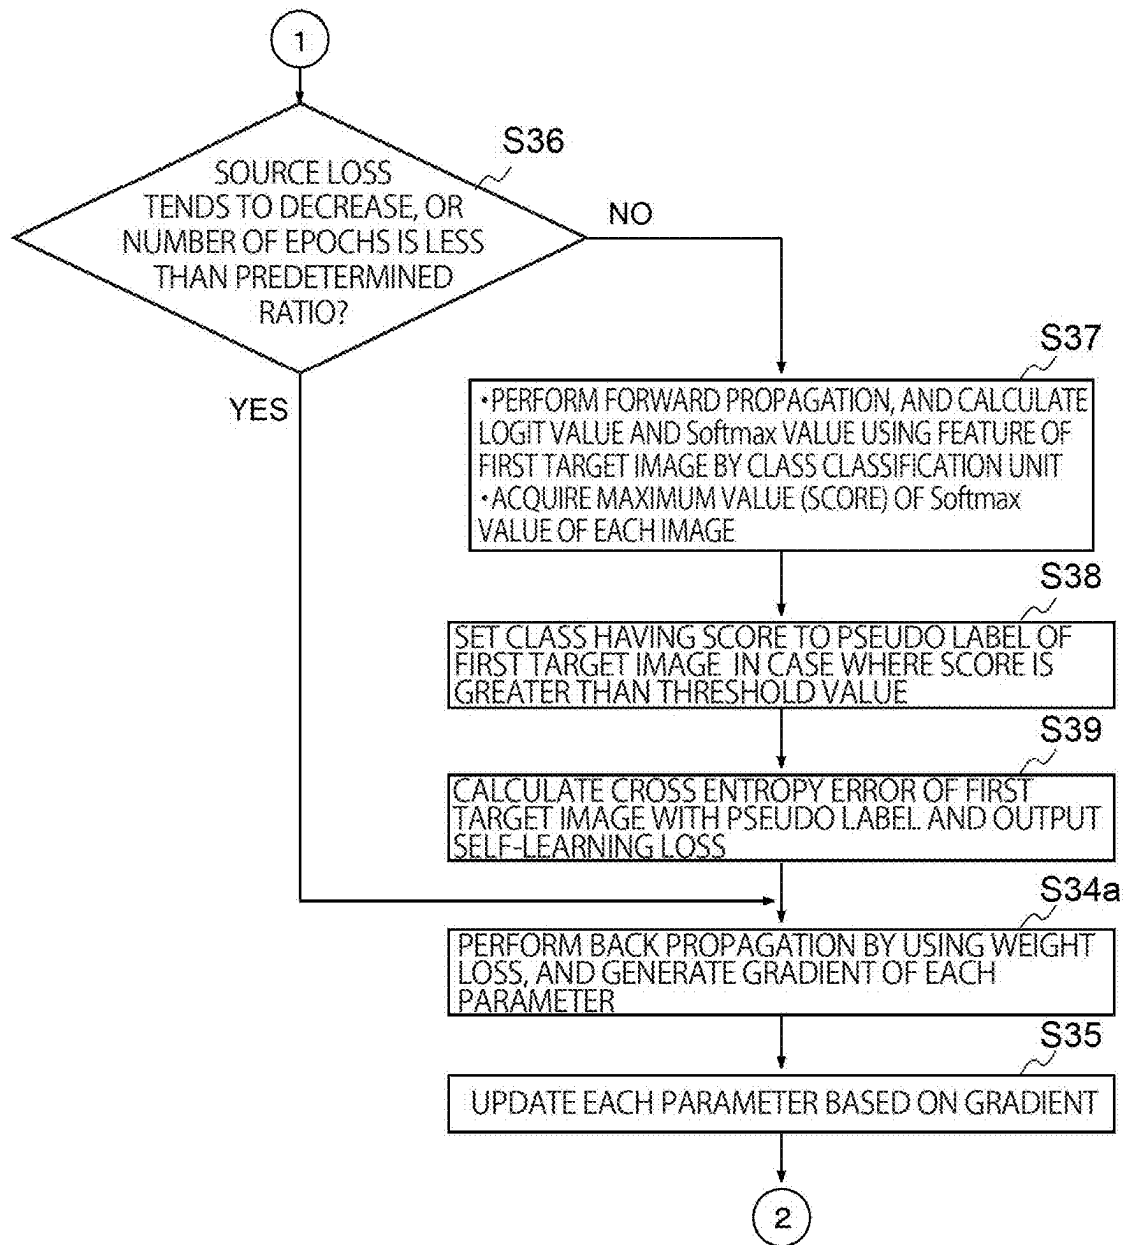 1
S36
SOURCE LOSS
TENDS TO DECREASE, OR
NUMBER OF EPOCHS IS LESS
THAN PREDETERMINED
RATIO?
NO
YES
S37
・PERFORM FORWARD PROPAGATION, AND CALCULATE
LOGIT VALUE AND Softmax VALUE USING FEATURE OF
FIRST TARGET IMAGE BY CLASS CLASSIFICATION UNIT
・ACQUIRE MAXIMUM VALUE (SCORE) OF Softmax
VALUE OF EACH IMAGE
S38
SET CLASS HAVING SCORE TO PSEUDO LABEL OF
FIRST TARGET IMAGE IN CASE WHERE SCORE IS
GREATER THAN THRESHOLD VALUE
S39
CALCULATE CROSS ENTROPY ERROR OF FIRST
TARGET IMAGE WITH PSEUDO LABEL AND OUTPUT
SELF-LEARNING LOSS
S34a
PERFORM BACK PROPAGATION BY USING WEIGHT
LOSS, AND GENERATE GRADIENT OF EACH
PARAMETER
S35
UPDATE EACH PARAMETER BASED ON GRADIENT
2